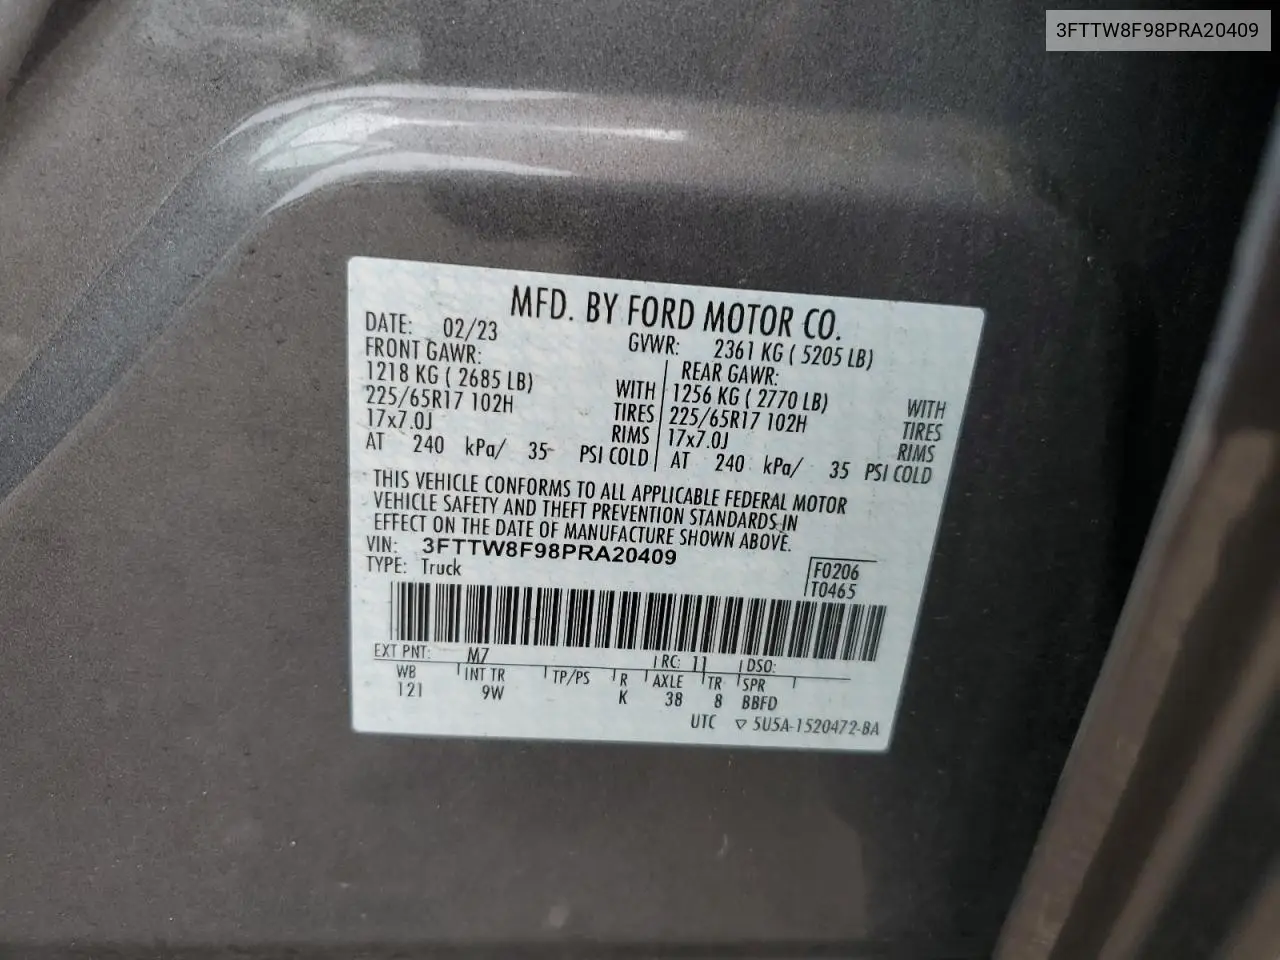 3FTTW8F98PRA20409
MFD. BY FORD MOTOR CO.
DATE: 02/23 GVWR: 2361 KG ( 5205 LB)
FRONT GAWR: REAR GAWR:
1218 KG ( 2685 LB) WITH 1256 KG ( 2770 LB) WITH
225/65R17 102H TIRES 225/65R17 102H TIRES
17x7.0J RIMS 17x7.0J RIMS
AT 240 kPa/ 35 PSI COLD AT 240 kPa/ 35 PSI COLD
THIS VEHICLE CONFORMS TO ALL APPLICABLE FEDERAL MOTOR
VEHICLE SAFETY AND THEFT PREVENTION STANDARDS IN
EFFECT ON THE DATE OF MANUFACTURE SHOWN ABOVE.
VIN: 3FTTW8F98PRA20409
TYPE: Truck
F0206
T0465
EXT PNT: M7 RC: 11 DSO:
WB INT TR TP/PS R AXLE TR SPR
121 9W K 38 8 BBFD
UTC ▽ 5U5A-1520472-BA